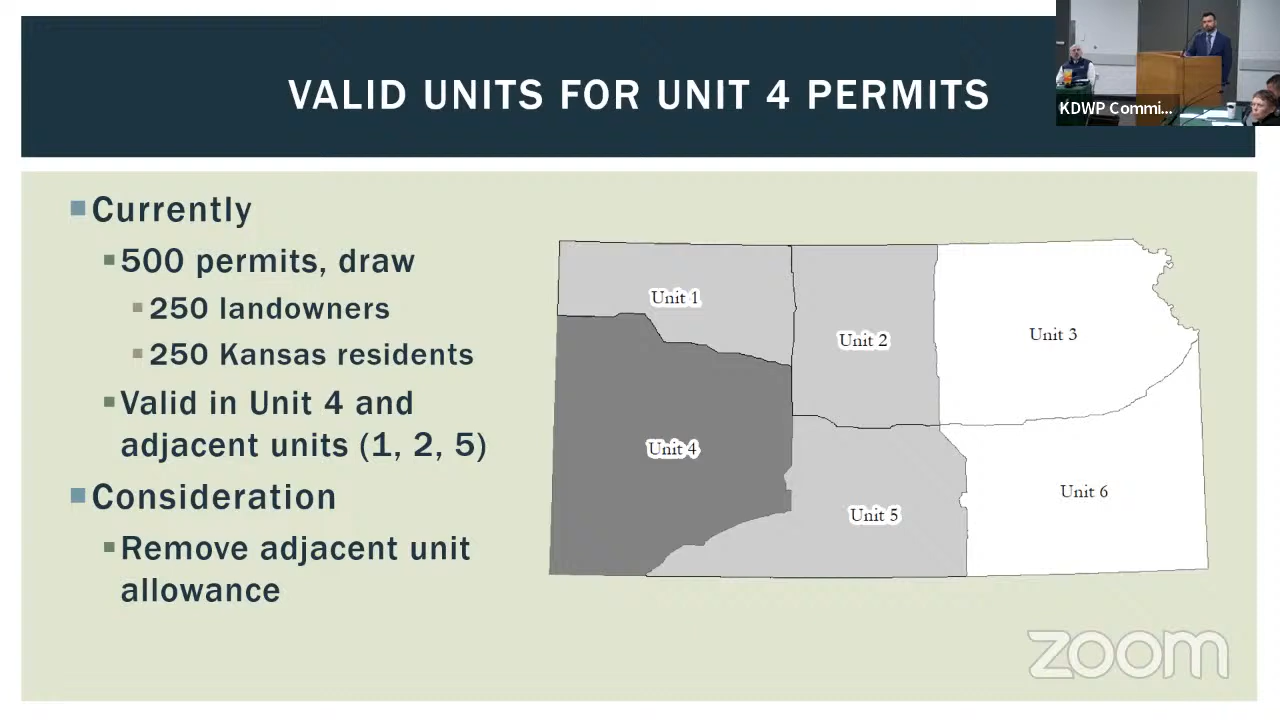 VALID UNITS FOR UNIT 4 PERMITS
KDWP Commi...
Currently
500 permits, draw
250 landowners
250 Kansas residents
Valid in Unit 4 and
adjacent units (1, 2, 5)
Consideration
Remove adjacent unit
allowance
Unit 1
Unit 2
Unit 3
Unit 4
Unit 5
Unit 6
zoom